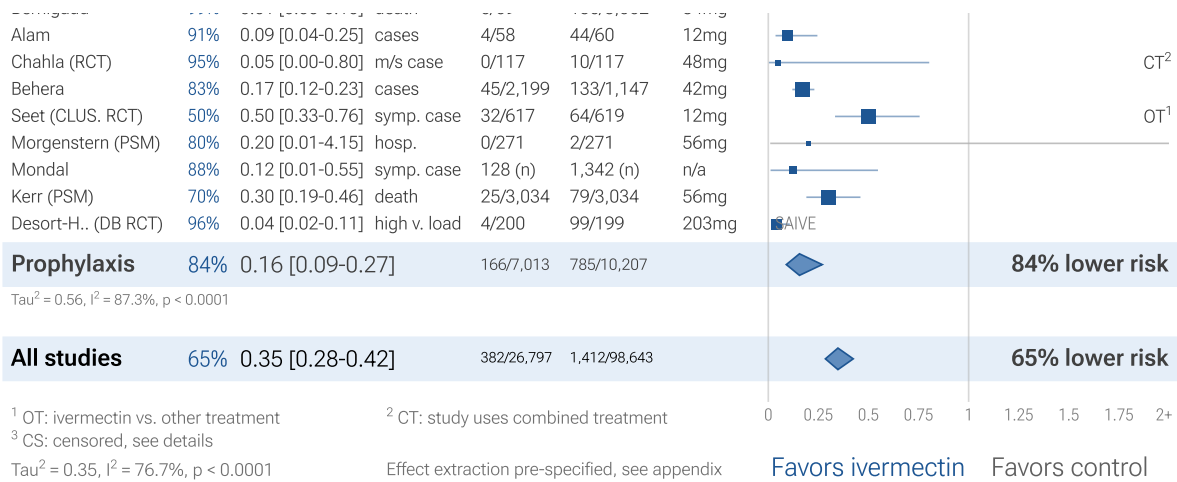 Alam 91% 0.09 [0.04-0.25] cases 4/58 44/60 12mg
Chahla (RCT) 95% 0.05 [0.00-0.80] m/s case 0/117 10/117 48mg CT²
Behera 83% 0.17 [0.12-0.23] cases 45/2,199 133/1,147 42mg
Seet (CLUS. RCT) 50% 0.50 [0.33-0.76] symp. case 32/617 64/619 12mg OT¹
Morgenstern (PSM) 80% 0.20 [0.01-4.15] hosp. 0/271 2/271 56mg
Mondal 88% 0.12 [0.01-0.55] symp. case 128 (n) 1,342 (n) n/a
Kerr (PSM) 70% 0.30 [0.19-0.46] death 25/3,034 79/3,034 56mg
Desort-H.. (DB RCT) 96% 0.04 [0.02-0.11] high v. load 4/200 99/199 203mg SAIVE
Prophylaxis 84% 0.16 [0.09-0.27] 166/7,013 785/10,207 84% lower risk
Tau² = 0.56, I² = 87.3%, p < 0.0001
All studies 65% 0.35 [0.28-0.42] 382/26,797 1,412/98,643 65% lower risk
¹ OT: ivermectin vs. other treatment ² CT: study uses combined treatment
0 0.25 0.5 0.75 1 1.25 1.5 1.75 2+
³ CS: censored, see details
Tau² = 0.35, I² = 76.7%, p < 0.0001 Effect extraction pre-specified, see appendix Favors ivermectin Favors control